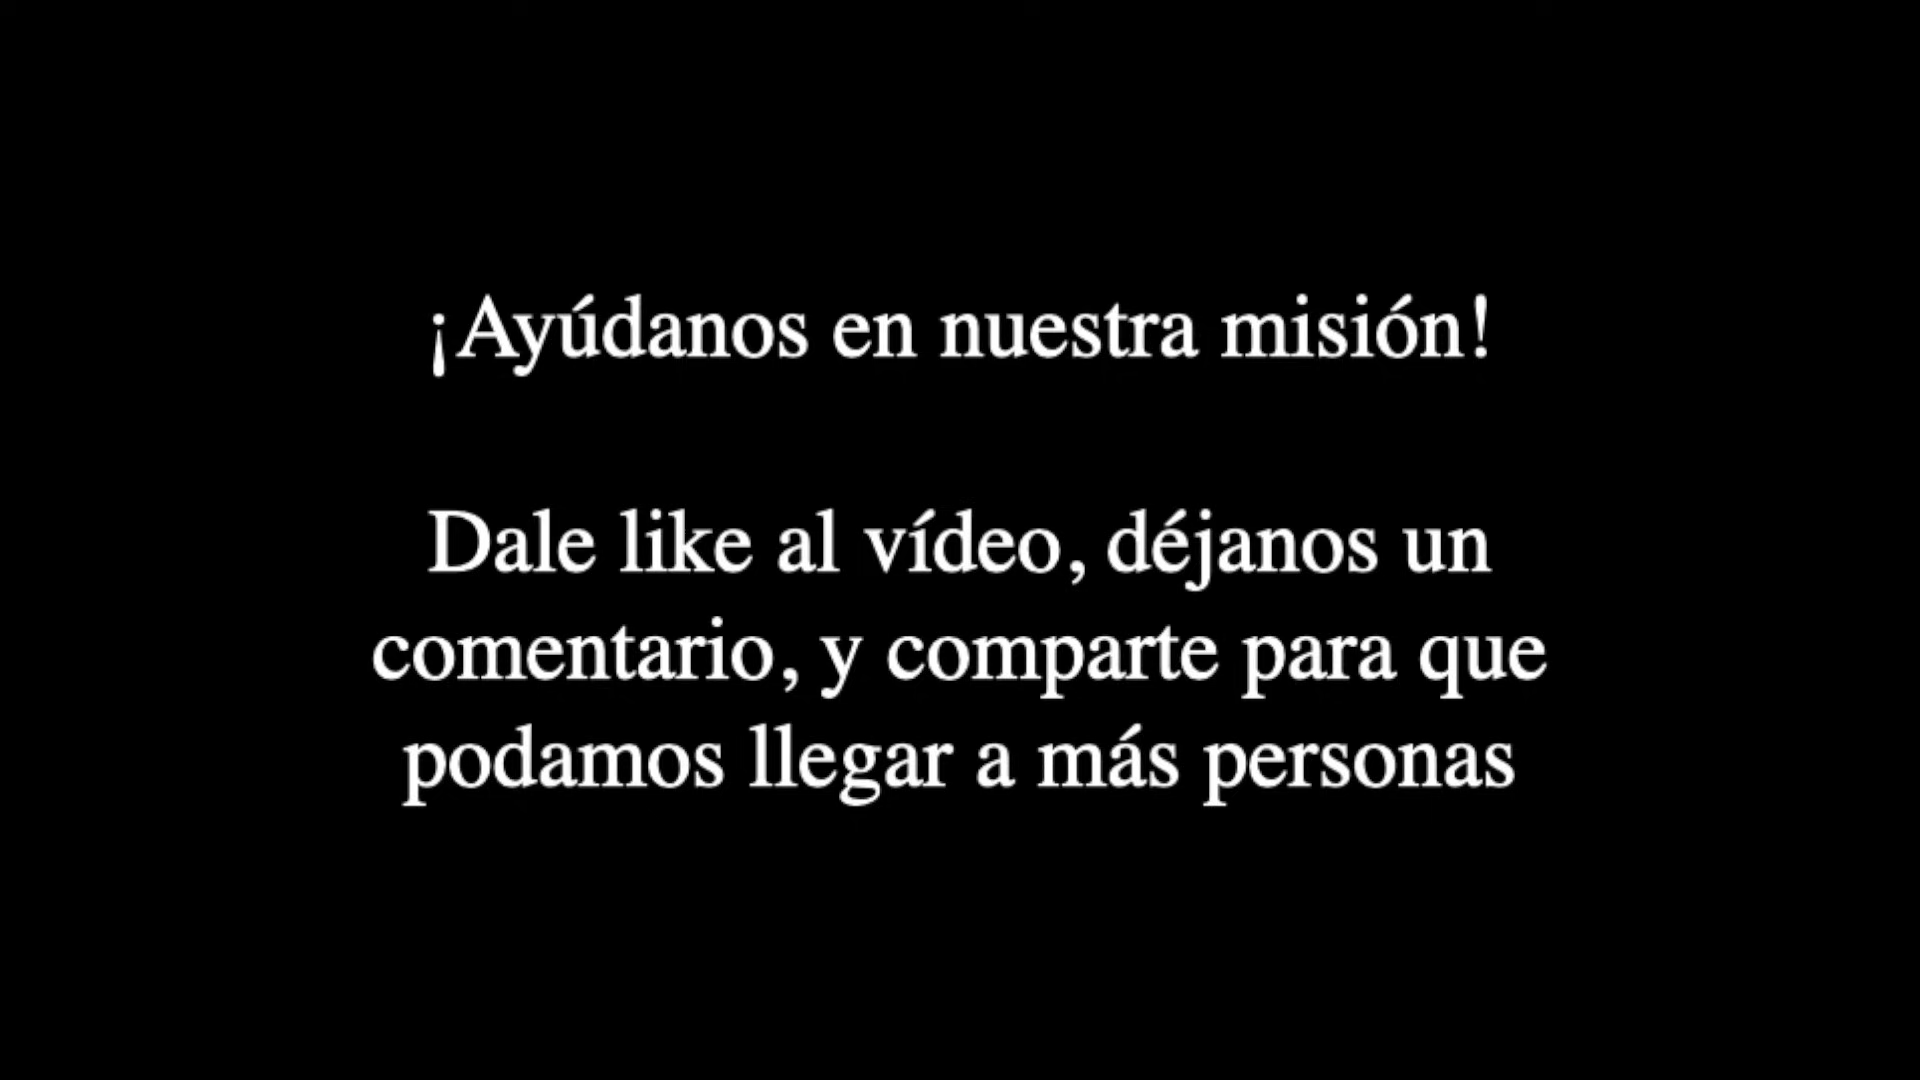 ¡Ayúdanos en nuestra misión!
Dale like al vídeo, déjanos un
comentario, y comparte para que
podamos llegar a más personas